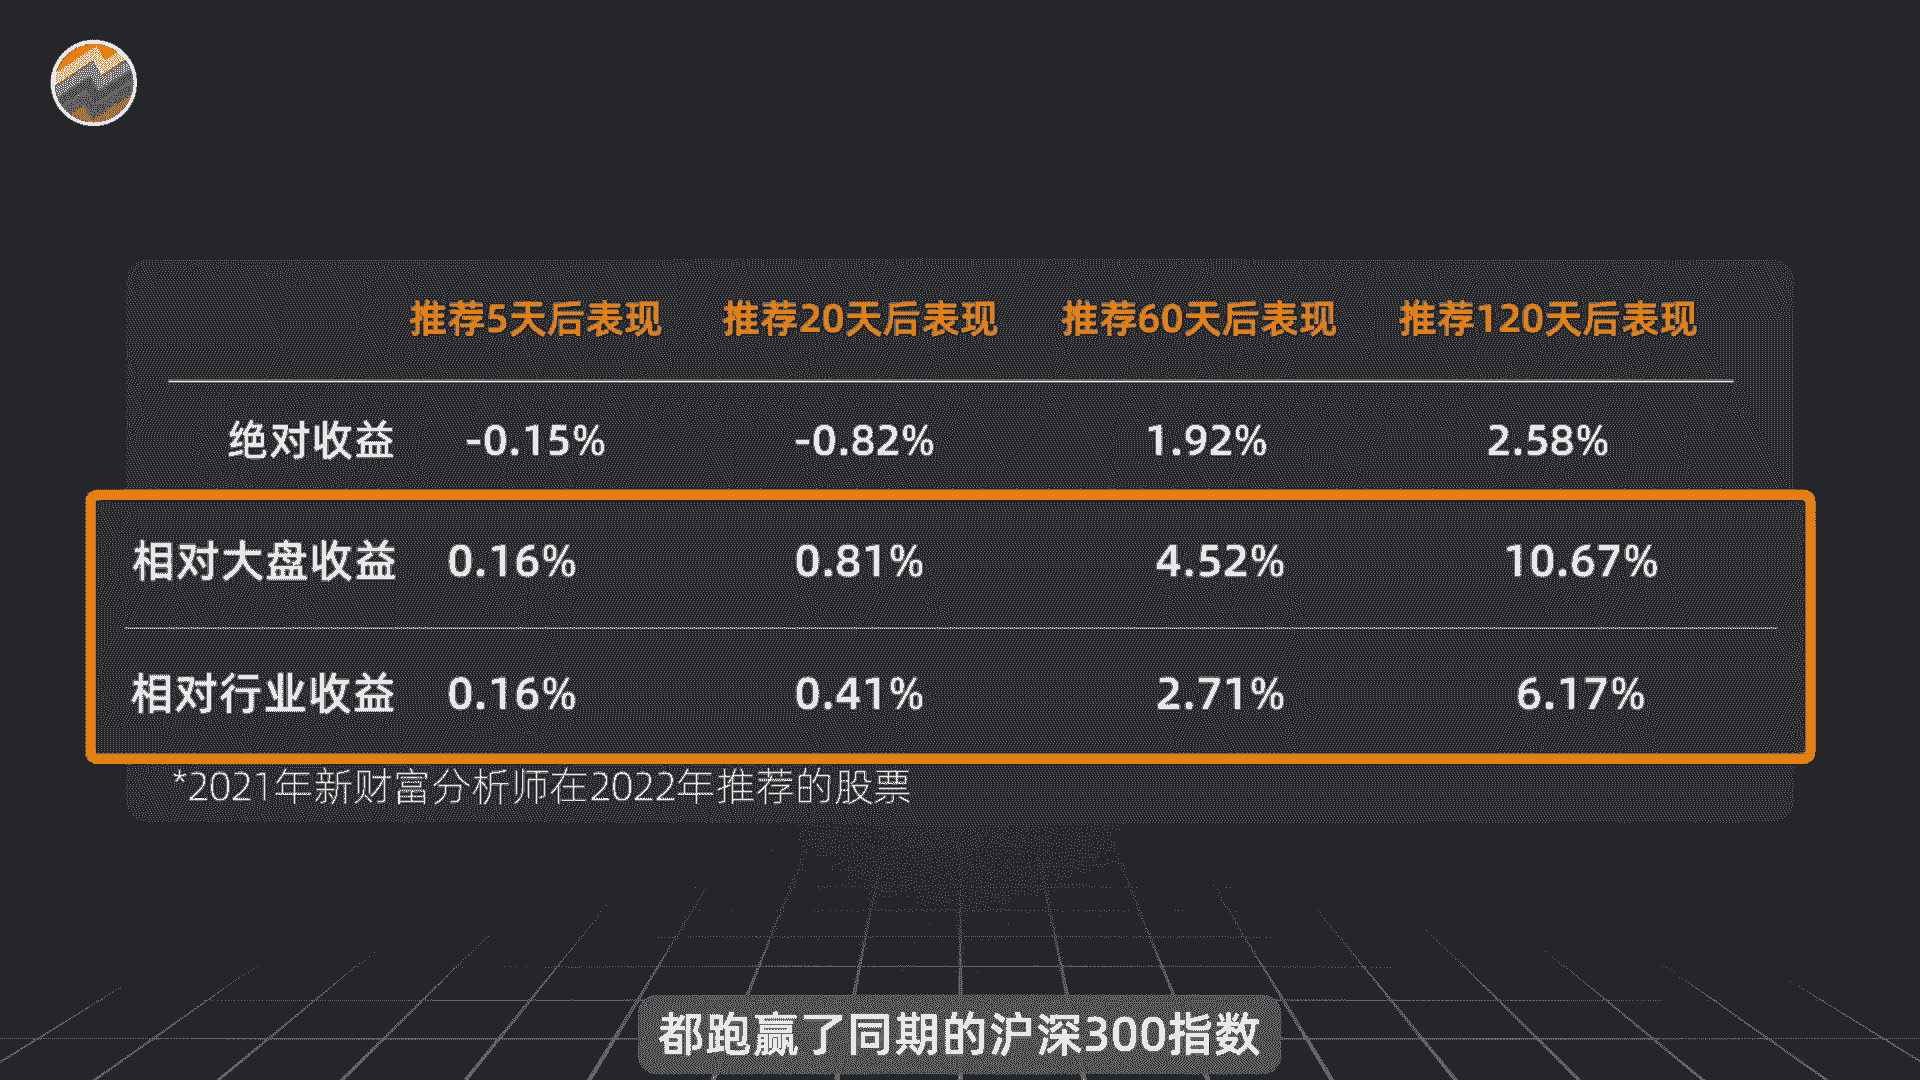 推荐5天后表现 推荐20天后表现 推荐60天后表现 推荐120天后表现
绝对收益 -0.15% -0.82% 1.92% 2.58%
相对大盘收益 0.16% 0.81% 4.52% 10.67%
相对行业收益 0.16% 0.41% 2.71% 6.17%
*2021年新财富分析师在2022年推荐的股票
都跑赢了同期的沪深300指数